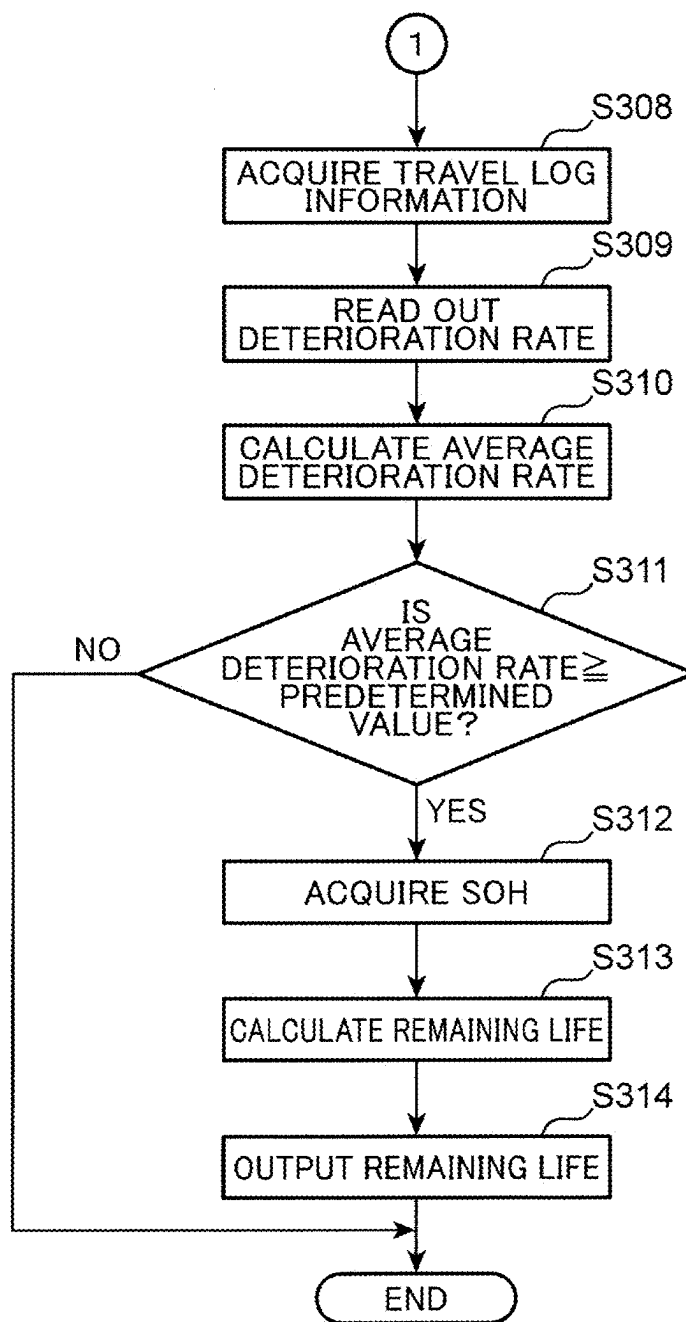 1
S308
ACQUIRE TRAVEL LOG
INFORMATION
S309
READ OUT
DETERIORATION RATE
S310
CALCULATE AVERAGE
DETERIORATION RATE
S311
IS
AVERAGE
DETERIORATION RATE≧
PREDETERMINED
VALUE?
NO
YES
S312
ACQUIRE SOH
S313
CALCULATE REMAINING LIFE
S314
OUTPUT REMAINING LIFE
END